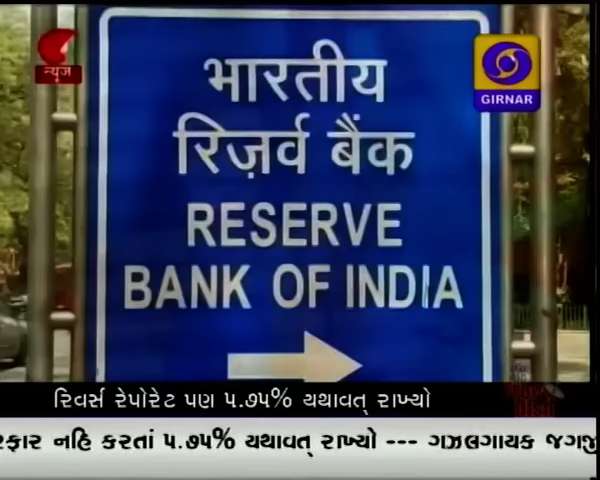 ન્યૂઝ
GIRNAR
भारतीय
रिज़र्व बैंक
RESERVE
BANK OF INDIA
રિવર્સ રેપોરેટ પણ ૫.૭૫% યથાવત્ રાખ્યો
નહિ કરતાં ૫.૭૫% યથાવત્ રાખ્યો --- ગઝલગાયક